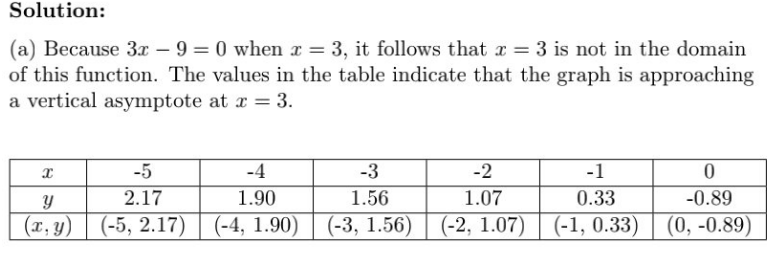 Solution:
(a) Because 3x − 9 = 0 when x = 3, it follows that x = 3 is not in the domain
of this function. The values in the table indicate that the graph is approaching
a vertical asymptote at x = 3.
x -5 -4 -3 -2 -1 0
y 2.17 1.90 1.56 1.07 0.33 -0.89
(x, y) (-5, 2.17) (-4, 1.90) (-3, 1.56) (-2, 1.07) (-1, 0.33) (0, -0.89)